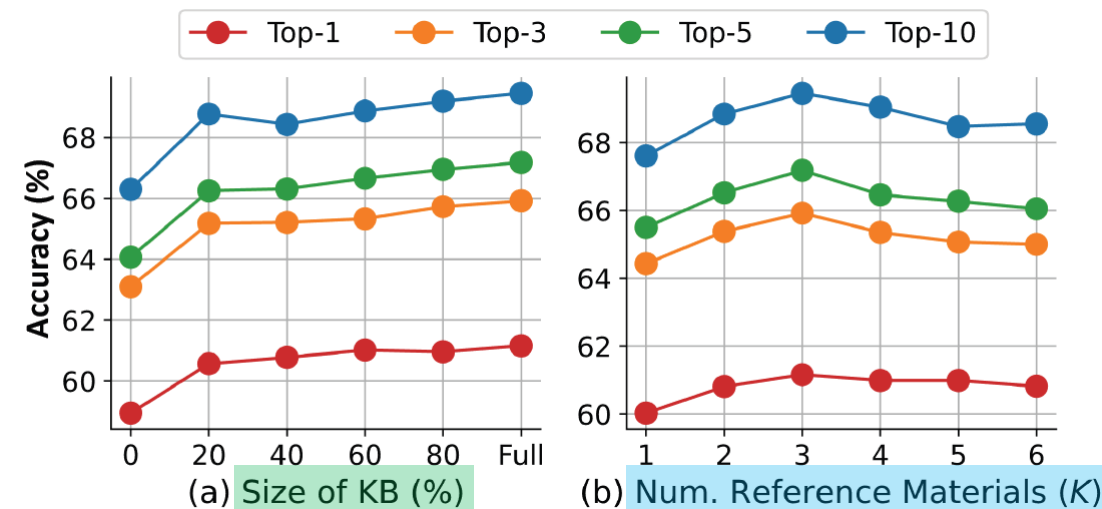 Top-1 Top-3 Top-5 Top-10
Accuracy (%)
68
66
64
62
60
0 20 40 60 80 Full
(a) Size of KB (%)
68
66
64
62
60
1 2 3 4 5 6
(b) Num. Reference Materials (K)